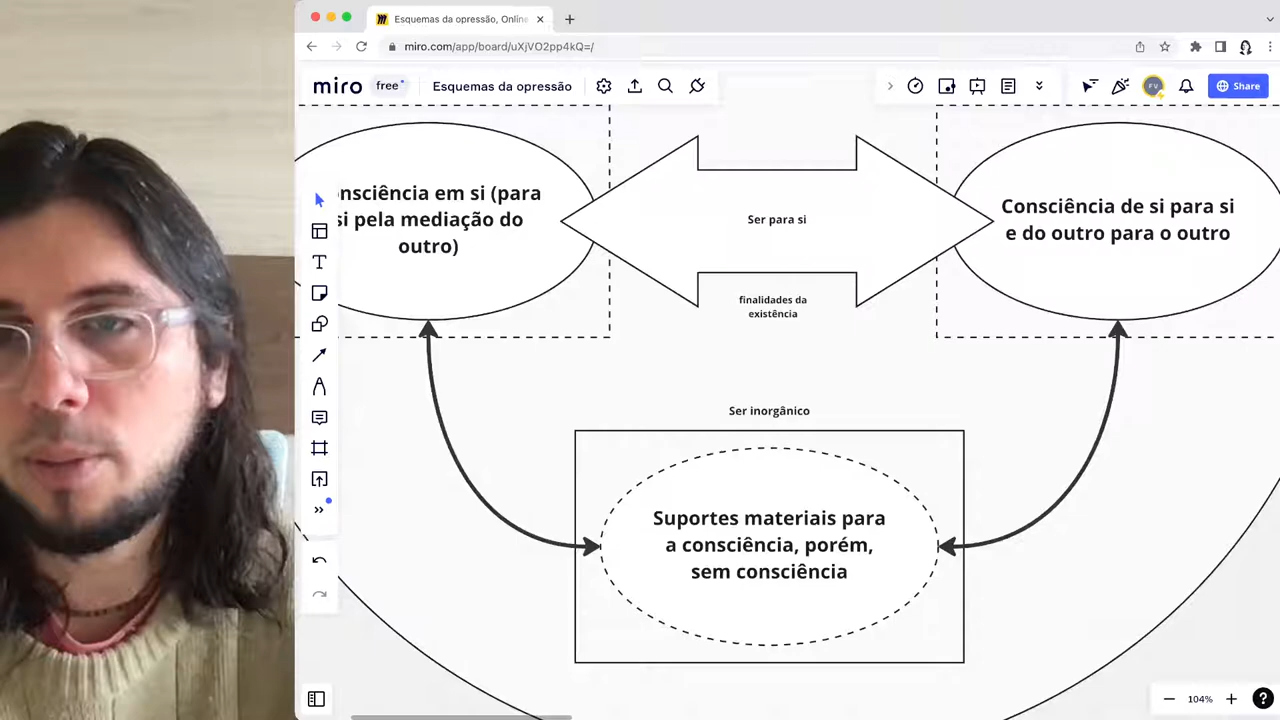 Esquemas da opressão, Online
miro.com/app/board/uXjVO2pp4kQ=/
miro free Esquemas da opressão
FV
Share
nsciência em si (para
si pela mediação do
outro)
Ser para si
Consciência de si para si
e do outro para o outro
finalidades da
existência
Ser inorgânico
Suportes materiais para
a consciência, porém,
sem consciência
104%